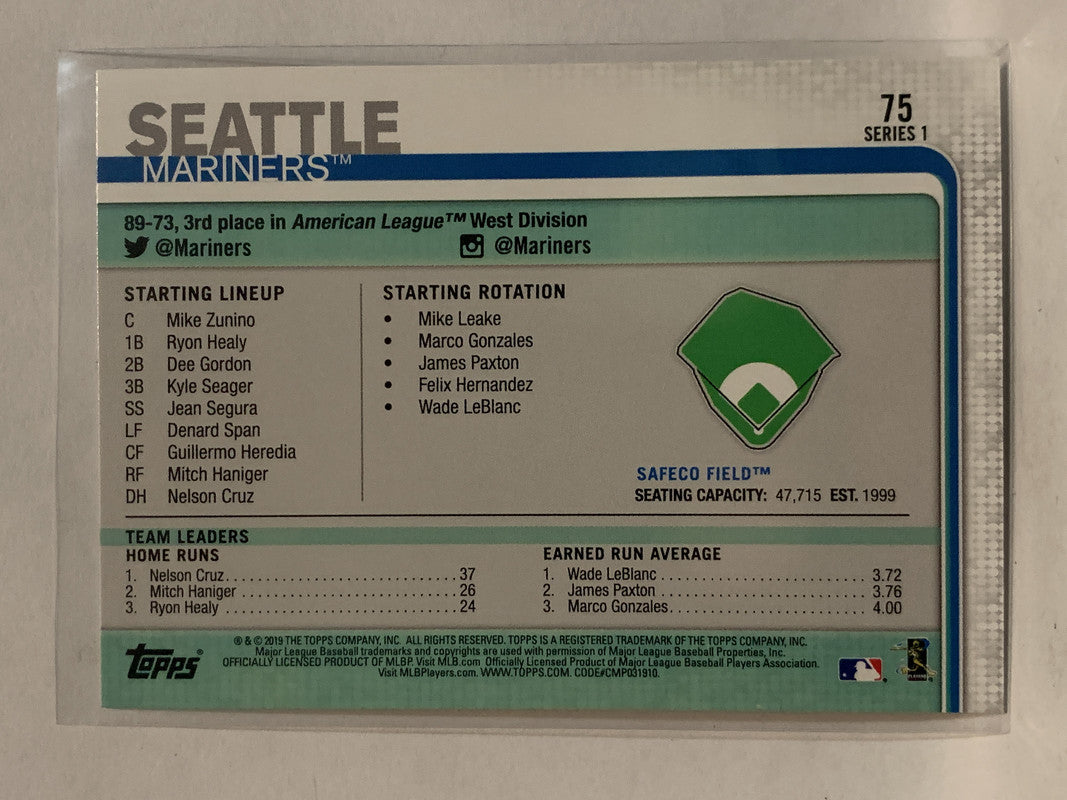 SEATTLE
MARINERS™
75
SERIES 1
89-73, 3rd place in American League™ West Division
@Mariners @Mariners
STARTING LINEUP
C Mike Zunino
1B Ryon Healy
2B Dee Gordon
3B Kyle Seager
SS Jean Segura
LF Denard Span
CF Guillermo Heredia
RF Mitch Haniger
DH Nelson Cruz
STARTING ROTATION
• Mike Leake
• Marco Gonzales
• James Paxton
• Felix Hernandez
• Wade LeBlanc
SAFECO FIELD™
SEATING CAPACITY: 47,715 EST. 1999
TEAM LEADERS
HOME RUNS
1. Nelson Cruz 37
2. Mitch Haniger 26
3. Ryon Healy 24
EARNED RUN AVERAGE
1. Wade LeBlanc 3.72
2. James Paxton 3.76
3. Marco Gonzales 4.00
topps®
® & © 2019 THE TOPPS COMPANY, INC. ALL RIGHTS RESERVED. TOPPS IS A REGISTERED TRADEMARK OF THE TOPPS COMPANY, INC.
Major League Baseball trademarks and copyrights are used with permission of Major League Baseball Properties, Inc.
OFFICIALLY LICENSED PRODUCT OF MLBP. Visit MLB.com Officially Licensed Product of Major League Baseball Players Association.
Visit MLBPlayers.com. WWW.TOPPS.COM. CODE#CMP031910.
PLAYERS